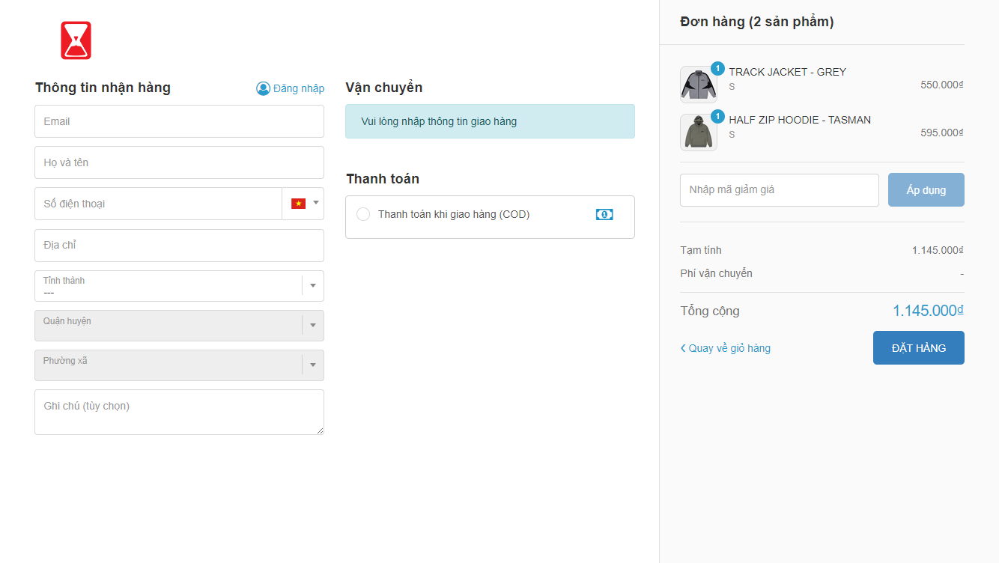 Thông tin nhận hàng
Đăng nhập
Email
Họ và tên
Số điện thoại
Địa chỉ
Tỉnh thành
---
Quận huyện
Phường xã
Ghi chú (tùy chọn)
Vận chuyển
Vui lòng nhập thông tin giao hàng
Thanh toán
Thanh toán khi giao hàng (COD)
Đơn hàng (2 sản phẩm)
1
TRACK JACKET - GREY
S
550.000₫
1
HALF ZIP HOODIE - TASMAN
S
595.000₫
Nhập mã giảm giá
Áp dụng
Tạm tính
1.145.000₫
Phí vận chuyển
-
Tổng cộng
1.145.000₫
Quay về giỏ hàng
ĐẶT HÀNG